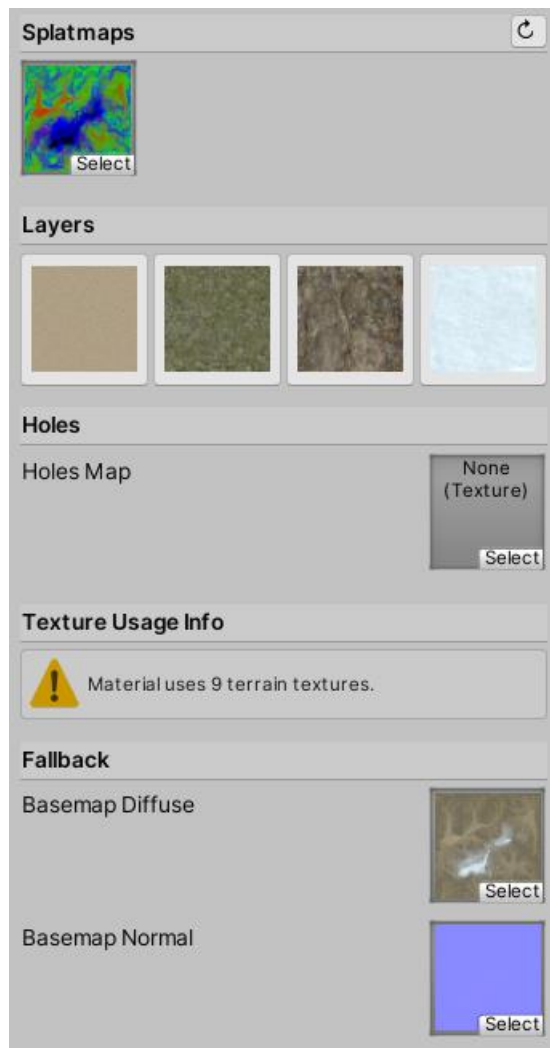 Splatmaps
Select
Layers
Holes
Holes Map
None
(Texture)
Select
Texture Usage Info
Material uses 9 terrain textures.
Fallback
Basemap Diffuse
Select
Basemap Normal
Select